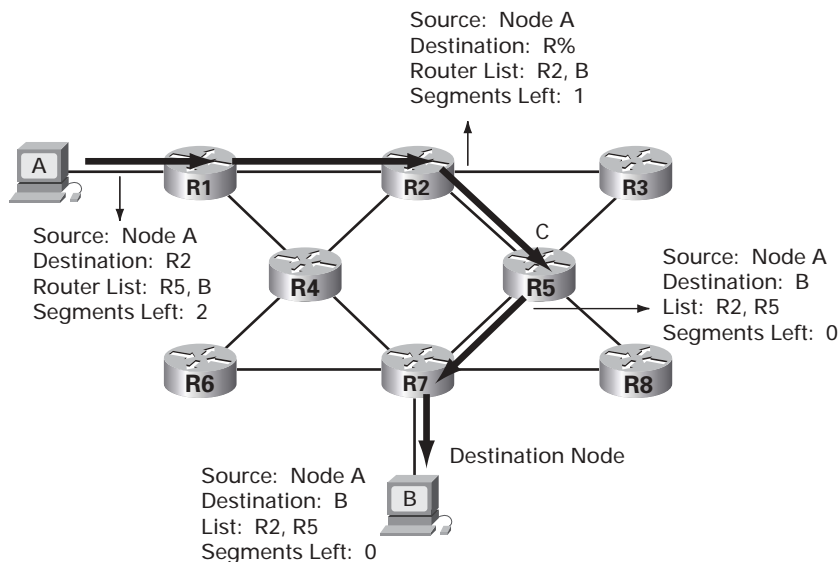 Source: Node A
Destination: R%
Router List: R2, B
Segments Left: 1
A
R1
R2
R3
Source: Node A
Destination: R2
Router List: R5, B
Segments Left: 2
C
R4
R5
Source: Node A
Destination: B
List: R2, R5
Segments Left: 0
R6
R7
R8
Destination Node
Source: Node A
Destination: B
List: R2, R5
Segments Left: 0
B